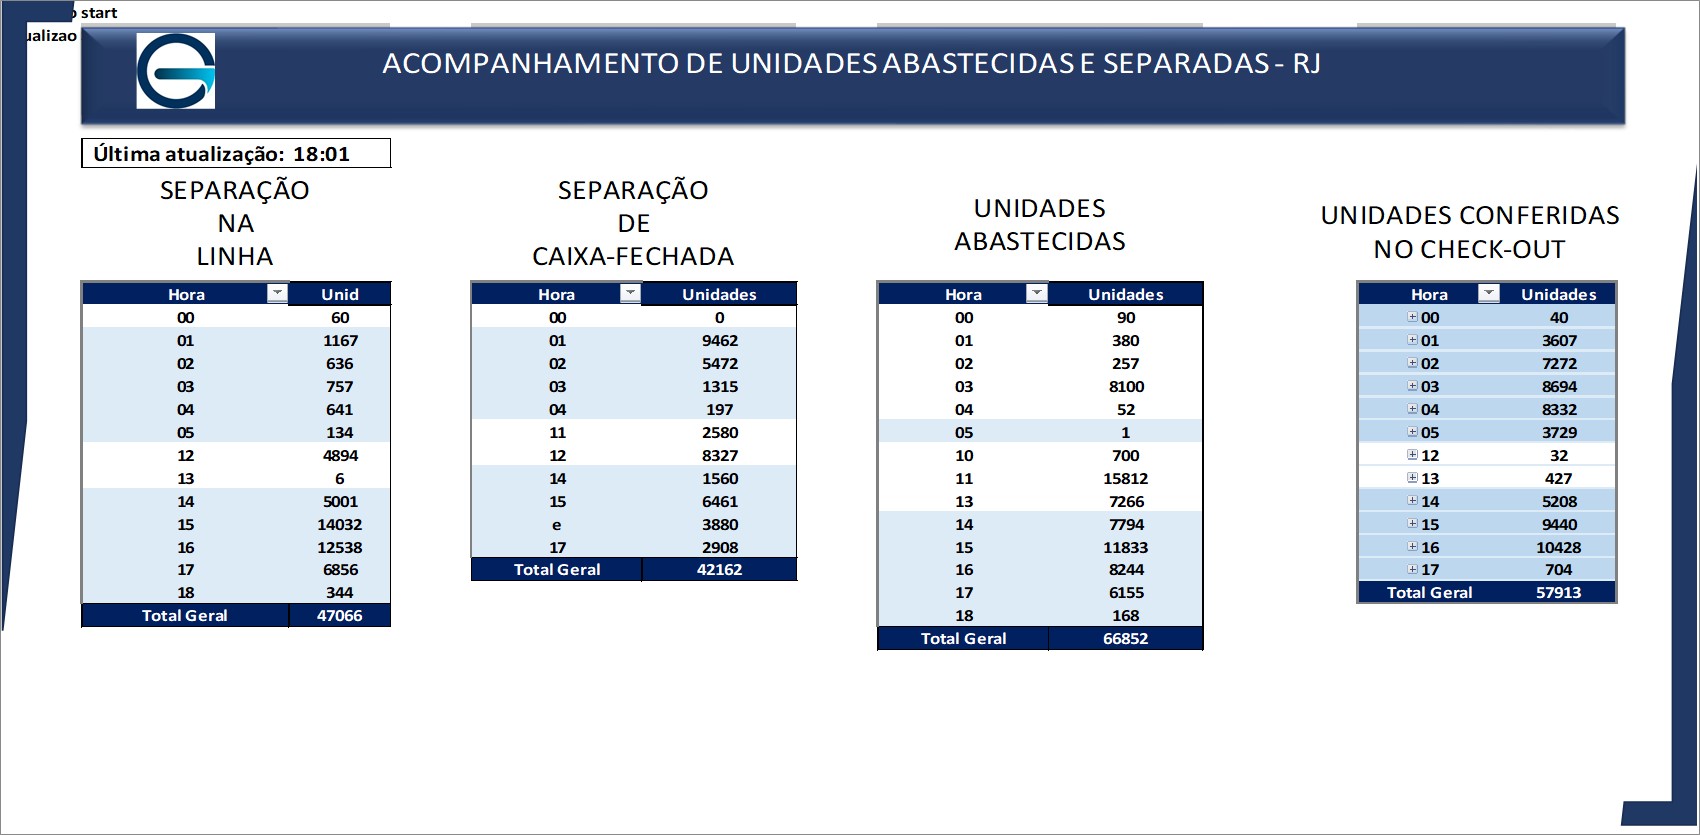 start
ualizao
ACOMPANHAMENTO DE UNIDADES ABASTECIDAS E SEPARADAS - RJ
Última atualização: 18:01
SEPARAÇÃO
NA
LINHA
Hora Unid
00 60
01 1167
02 636
03 757
04 641
05 134
12 4894
13 6
14 5001
15 14032
16 12538
17 6856
18 344
Total Geral 47066
SEPARAÇÃO
DE
CAIXA-FECHADA
Hora Unidades
00 0
01 9462
02 5472
03 1315
04 197
11 2580
12 8327
14 1560
15 6461
e 3880
17 2908
Total Geral 42162
UNIDADES
ABASTECIDAS
Hora Unidades
00 90
01 380
02 257
03 8100
04 52
05 1
10 700
11 15812
13 7266
14 7794
15 11833
16 8244
17 6155
18 168
Total Geral 66852
UNIDADES CONFERIDAS
NO CHECK-OUT
Hora Unidades
00 40
01 3607
02 7272
03 8694
04 8332
05 3729
12 32
13 427
14 5208
15 9440
16 10428
17 704
Total Geral 57913